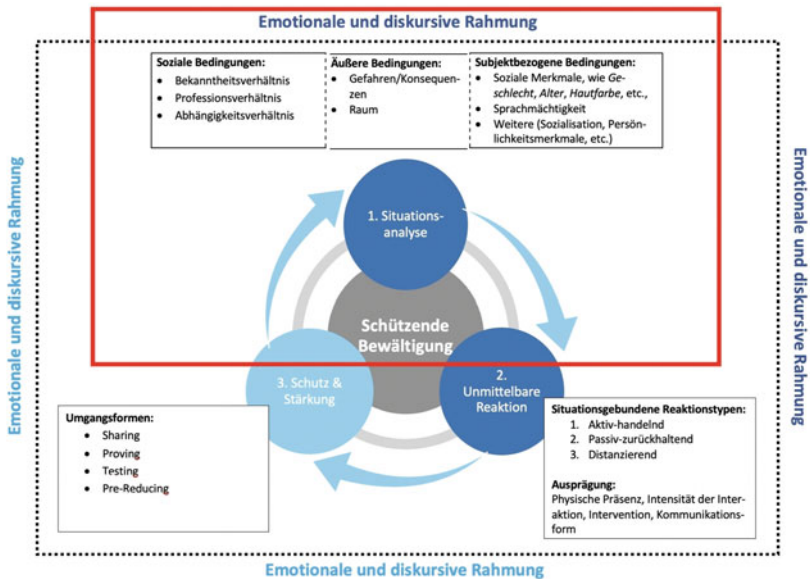 Emotionale und diskursive Rahmung
Soziale Bedingungen:
• Bekanntheitsverhältnis
• Professionsverhältnis
• Abhängigkeitsverhältnis
Äußere Bedingungen:
• Gefahren/Konsequen-
zen
• Raum
Subjektbezogene Bedingungen:
• Soziale Merkmale, wie Ge-
schlecht, Alter, Hautfarbe, etc.,
• Sprachmächtigkeit
• Weitere (Sozialisation, Persön-
lichkeitsmerkmale, etc.)
Emotionale und diskursive Rahmung
Emotionale und diskursive Rahmung
1. Situations-
analyse
Schützende
Bewältigung
3. Schutz &
Stärkung
2.
Unmittelbare
Reaktion
Umgangsformen:
• Sharing
• Proving
• Testing
• Pre-Reducing
Situationsgebundene Reaktionstypen:
1. Aktiv-handelnd
2. Passiv-zurückhaltend
3. Distanzierend
Ausprägung:
Physische Präsenz, Intensität der Inter-
aktion, Intervention, Kommunikations-
form
Emotionale und diskursive Rahmung